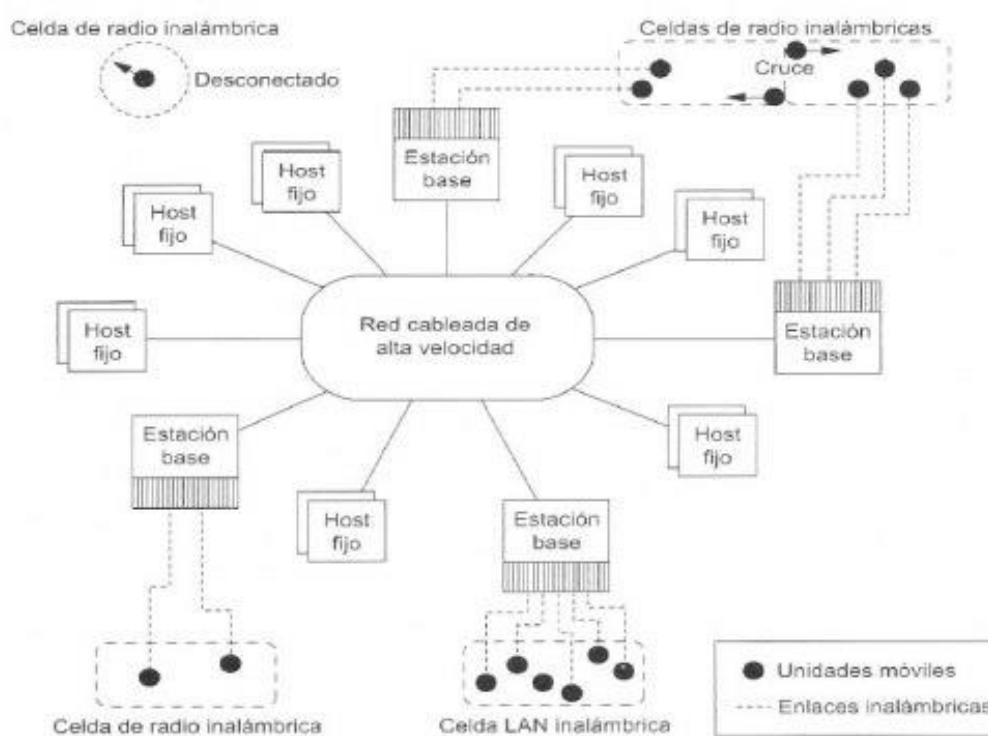 Celda de radio inalámbrica
Desconectado
Celdas de radio inalámbricas
Cruce
Estación
base
Host
fijo
Host
fijo
Host
fijo
Host
fijo
Host
fijo
Red cableada de
alta velocidad
Estación
base
Estación
base
Host
fijo
Host
fijo
Estación
base
Celda de radio inalámbrica
Celda LAN inalámbrica
Unidades móviles
Enlaces inalámbricas